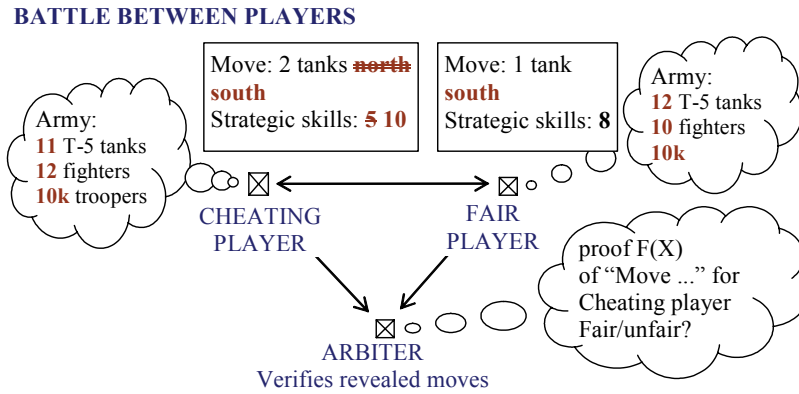 BATTLE BETWEEN PLAYERS
Move: 2 tanks north
south
Strategic skills: 5 10
Move: 1 tank
south
Strategic skills: 8
Army:
11 T-5 tanks
12 fighters
10k troopers
Army:
12 T-5 tanks
10 fighters
10k
CHEATING
PLAYER
FAIR
PLAYER
proof F(X)
of “Move ...” for
Cheating player
Fair/unfair?
ARBITER
Verifies revealed moves